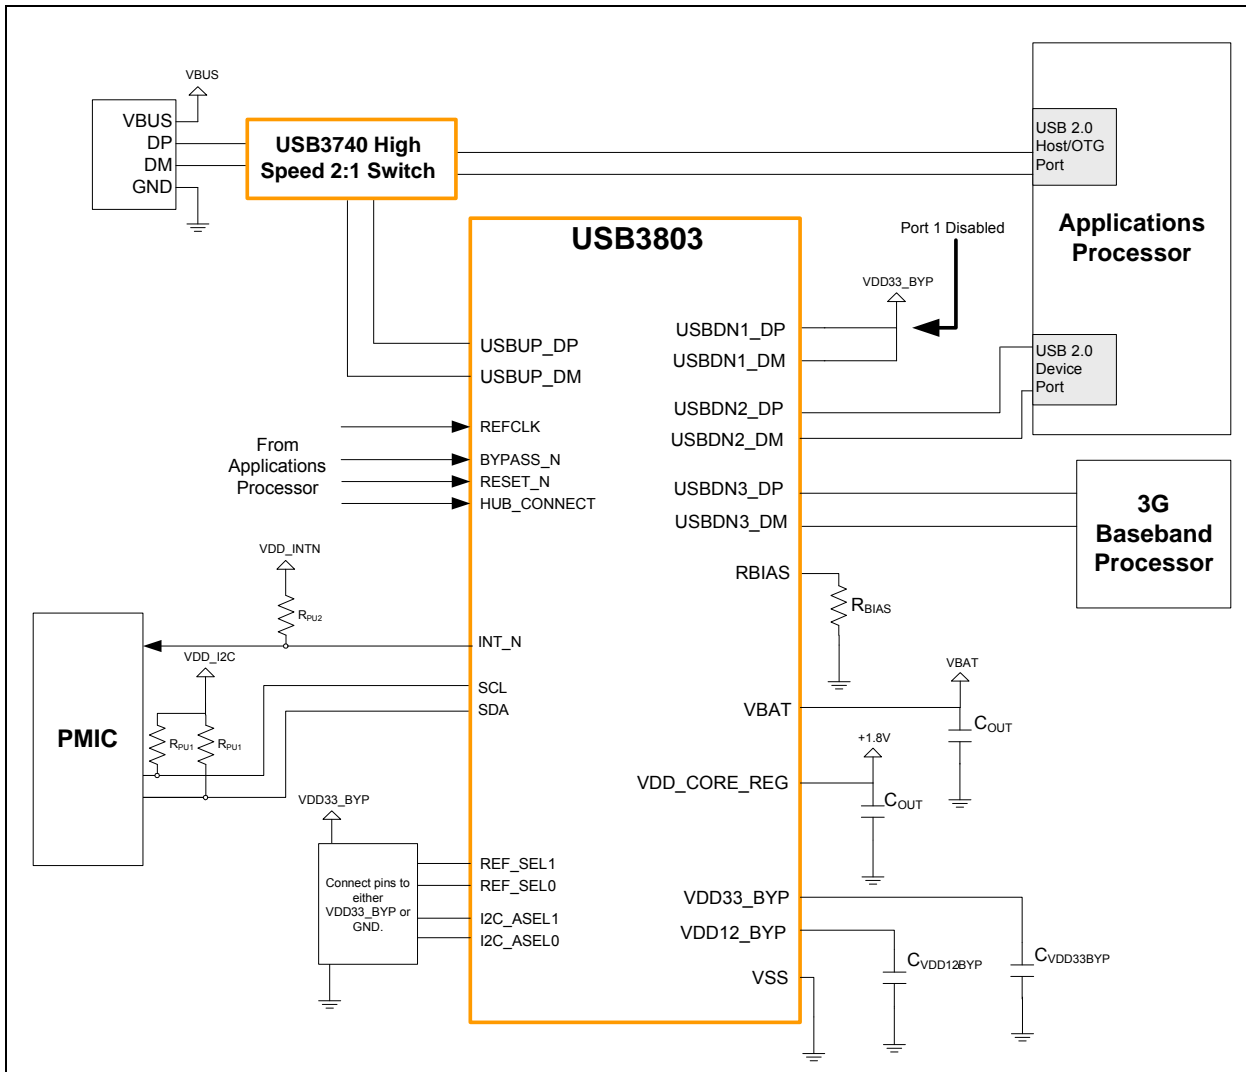 VBUS
VBUS
DP
DM
GND
USB3740 High
Speed 2:1 Switch
USB 2.0
Host/OTG
Port
Applications
Processor
USB 2.0
Device
Port
USB3803
Port 1 Disabled
VDD33_BYP
USBDN1_DP
USBDN1_DM
USBUP_DP
USBUP_DM
USBDN2_DP
USBDN2_DM
REFCLK
BYPASS_N
RESET_N
HUB_CONNECT
From
Applications
Processor
USBDN3_DP
USBDN3_DM
3G
Baseband
Processor
RBIAS
RBIAS
VDD_INTN
RPU2
INT_N
VDD_I2C
SCL
SDA
PMIC
RPU1
RPU1
VBAT
VBAT
COUT
+1.8V
VDD_CORE_REG
COUT
VDD33_BYP
Connect pins to
either
VDD33_BYP or
GND.
REF_SEL1
REF_SEL0
I2C_ASEL1
I2C_ASEL0
VDD33_BYP
VDD12_BYP
VSS
CVDD12BYP
CVDD33BYP